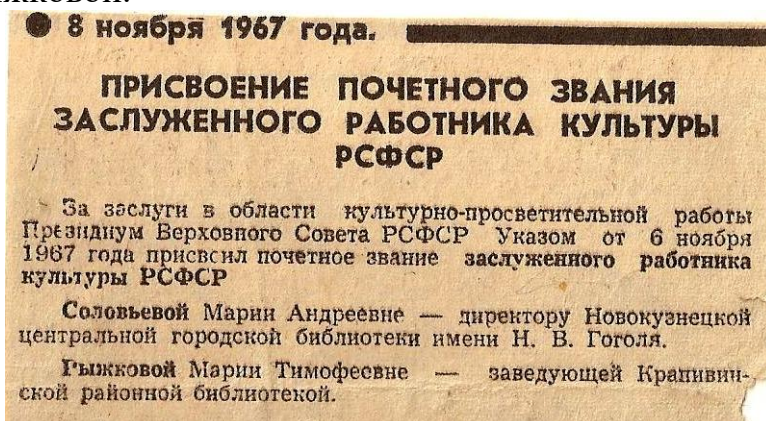 ● 8 ноября 1967 года.
ПРИСВОЕНИЕ ПОЧЕТНОГО ЗВАНИЯ
ЗАСЛУЖЕННОГО РАБОТНИКА КУЛЬТУРЫ
РСФСР
За заслуги в области культурно-просветительной работы
Президиум Верховного Совета РСФСР Указом от 6 ноября
1967 года присвоил почетное звание заслуженного работника
культуры РСФСР
Соловьевой Марии Андреевне — директору Новокузнецкой
центральной городской библиотеки имени Н. В. Гоголя.
Рыжковой Марии Тимофеевне — заведующей Крапивин-
ской районной библиотекой.